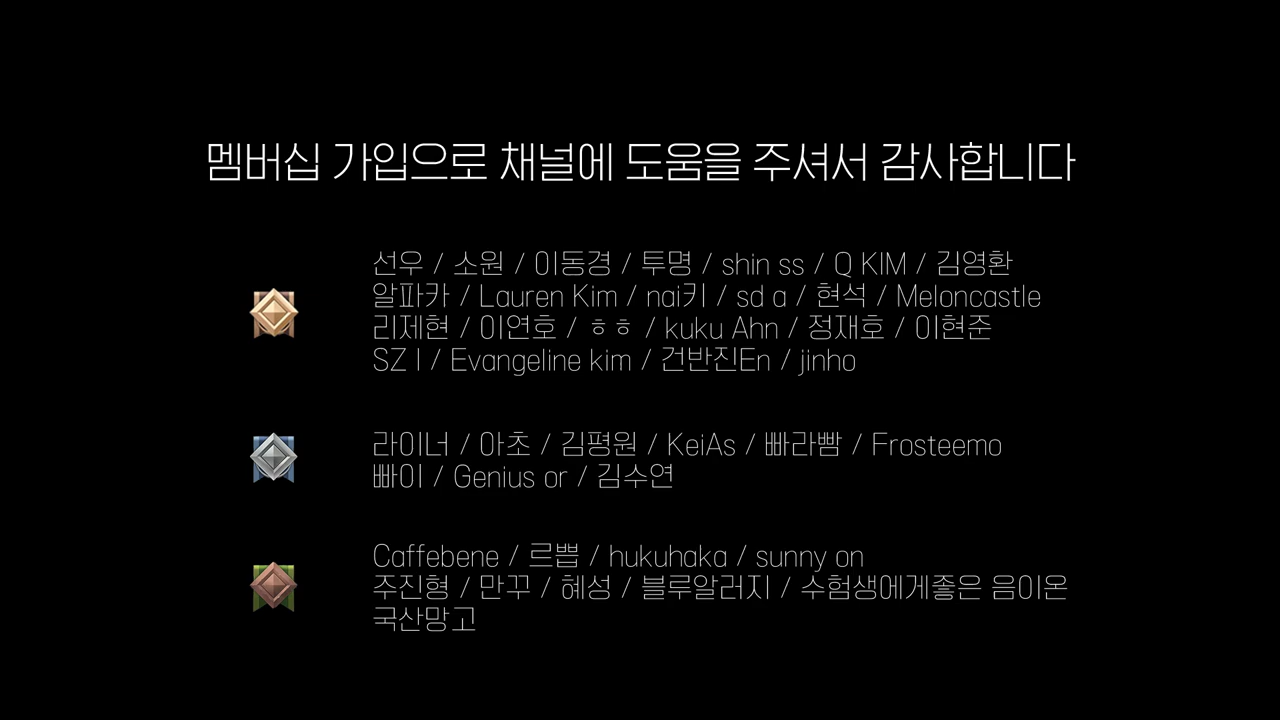 멤버십 가입으로 채널에 도움을 주셔서 감사합니다
선우 / 소원 / 이동경 / 투명 / shin ss / Q KIM / 김영환
알파카 / Lauren Kim / nai키 / sd a / 현석 / Meloncastle
리제현 / 이연호 / ㅎㅎ / kuku Ahn / 정재호 / 이현준
SZ l / Evangeline kim / 건반진En / jinho
라이너 / 아초 / 김평원 / KeiAs / 빠라빰 / Frosteemo
빠이 / Genius or / 김수연
Caffebene / 르쁩 / hukuhaka / sunny on
주진형 / 만꾸 / 혜성 / 블루알러지 / 수험생에게좋은 음이온
국산망고